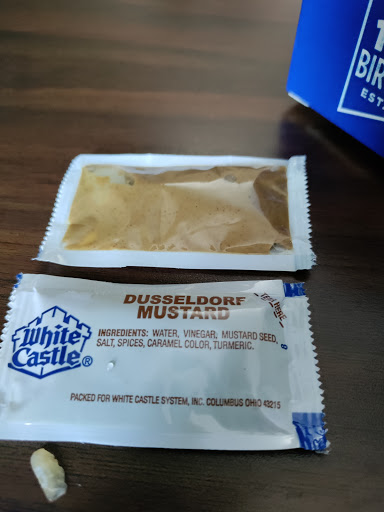 BIR
EST.
DUSSELDORF
MUSTARD
White
Castle®
INGREDIENTS: WATER, VINEGAR, MUSTARD SEED,
SALT, SPICES, CARAMEL COLOR, TURMERIC.
PACKED FOR WHITE CASTLE SYSTEM, INC. COLUMBUS OHIO 43215